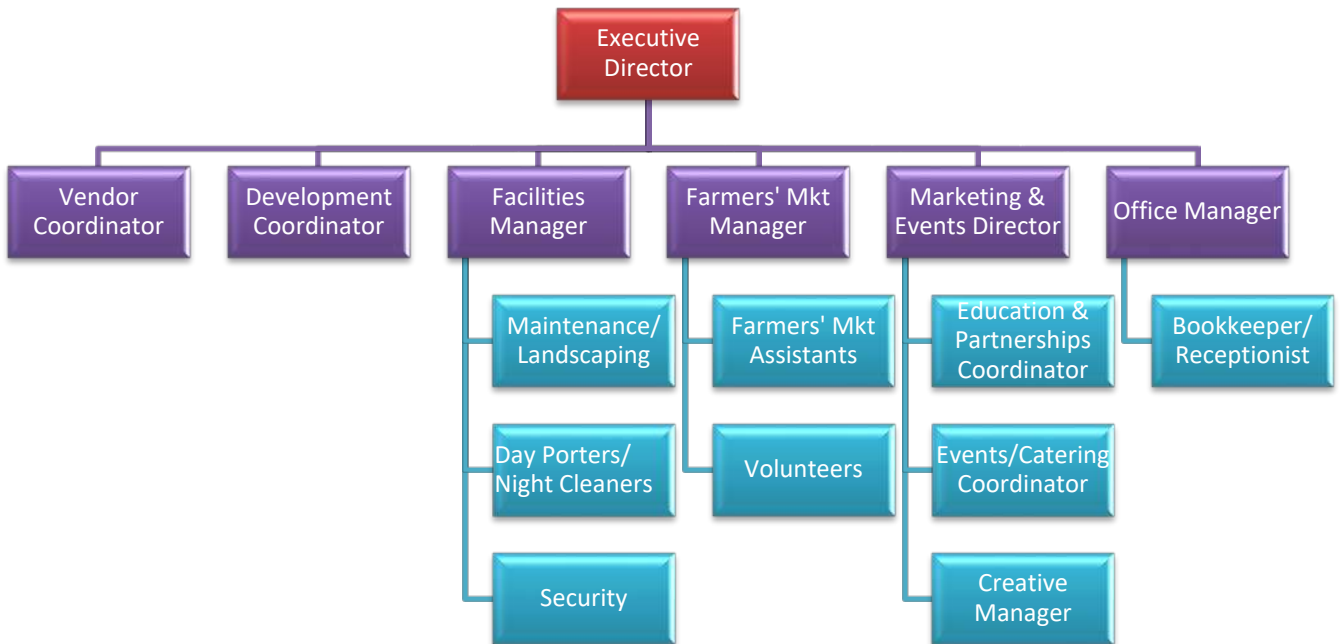 Executive
Director
Vendor
Coordinator
Development
Coordinator
Facilities
Manager
Farmers' Mkt
Manager
Marketing &
Events Director
Office Manager
Maintenance/
Landscaping
Farmers' Mkt
Assistants
Education &
Partnerships
Coordinator
Bookkeeper/
Receptionist
Day Porters/
Night Cleaners
Volunteers
Events/Catering
Coordinator
Security
Creative
Manager